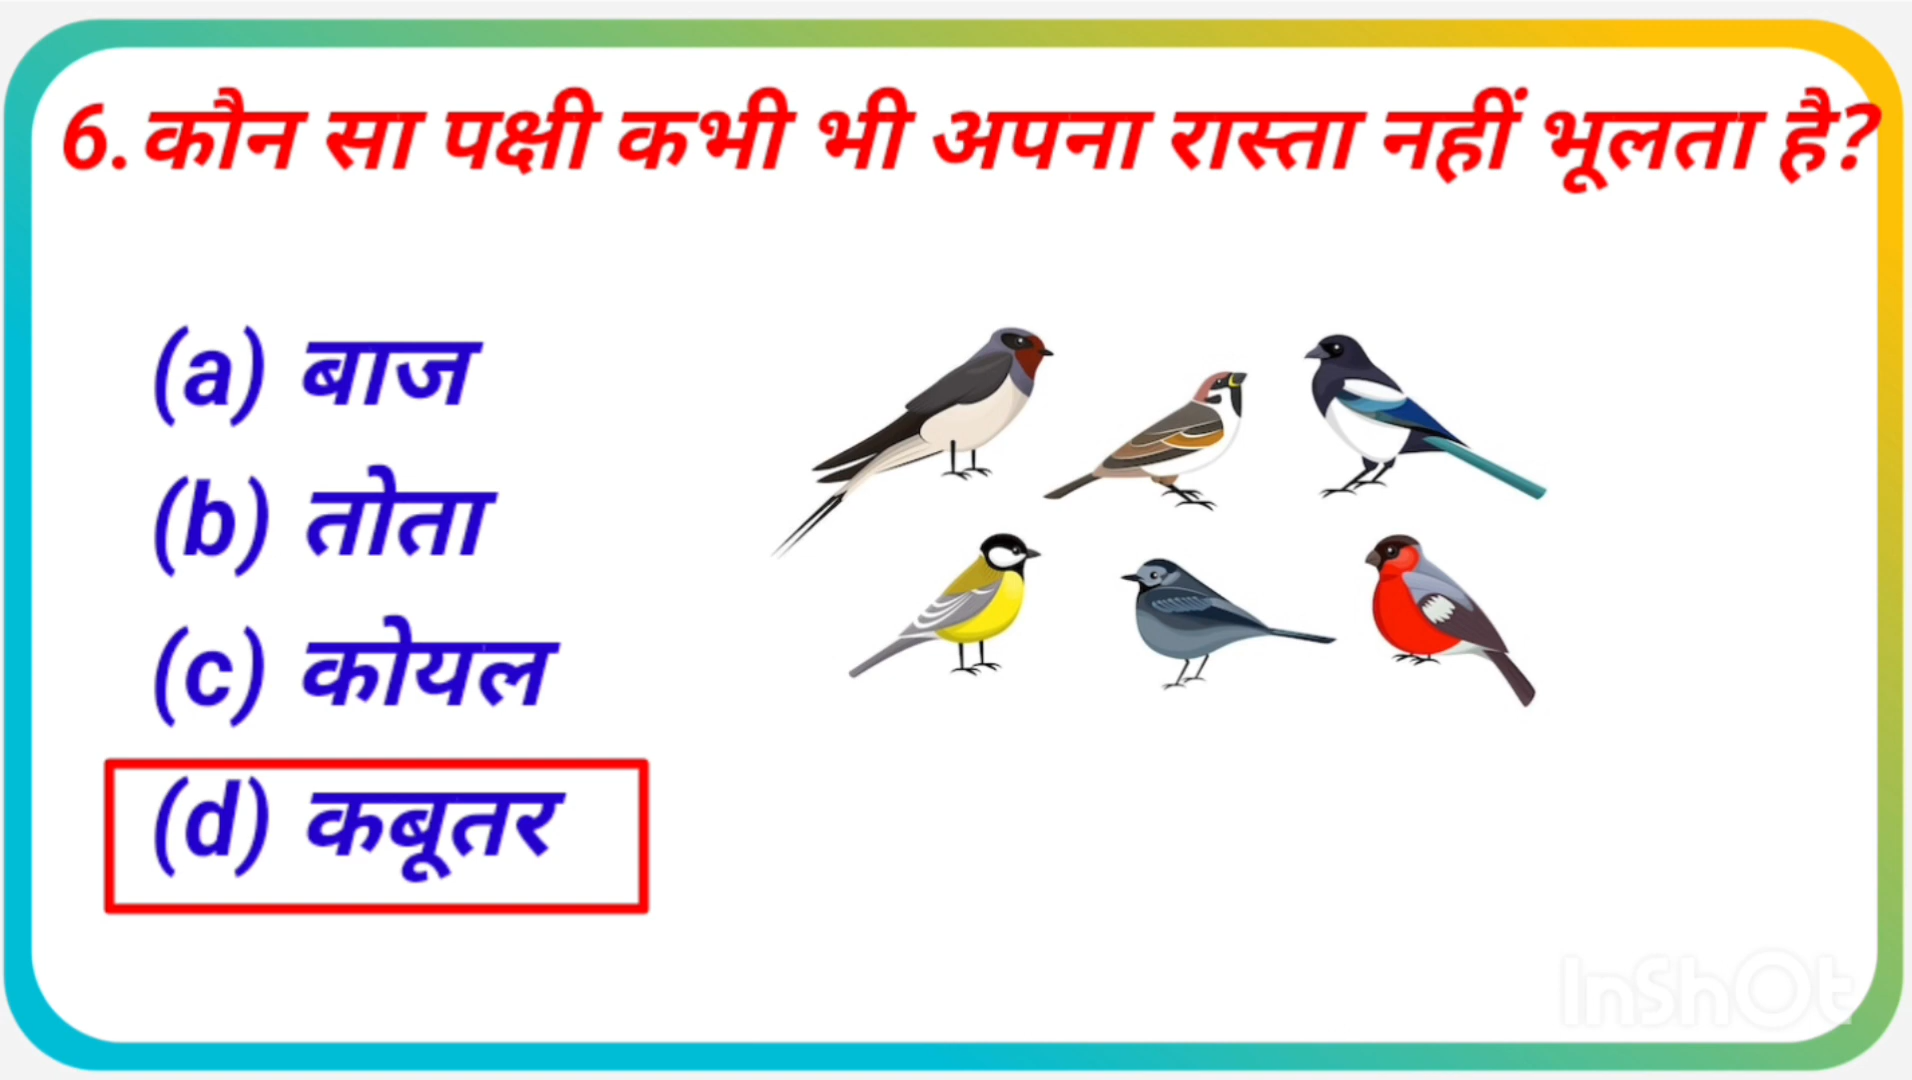 6. कौन सा पक्षी कभी भी अपना रास्ता नहीं भूलता है?
(a) बाज
(b) तोता
(c) कोयल
(d) कबूतर
InShOt